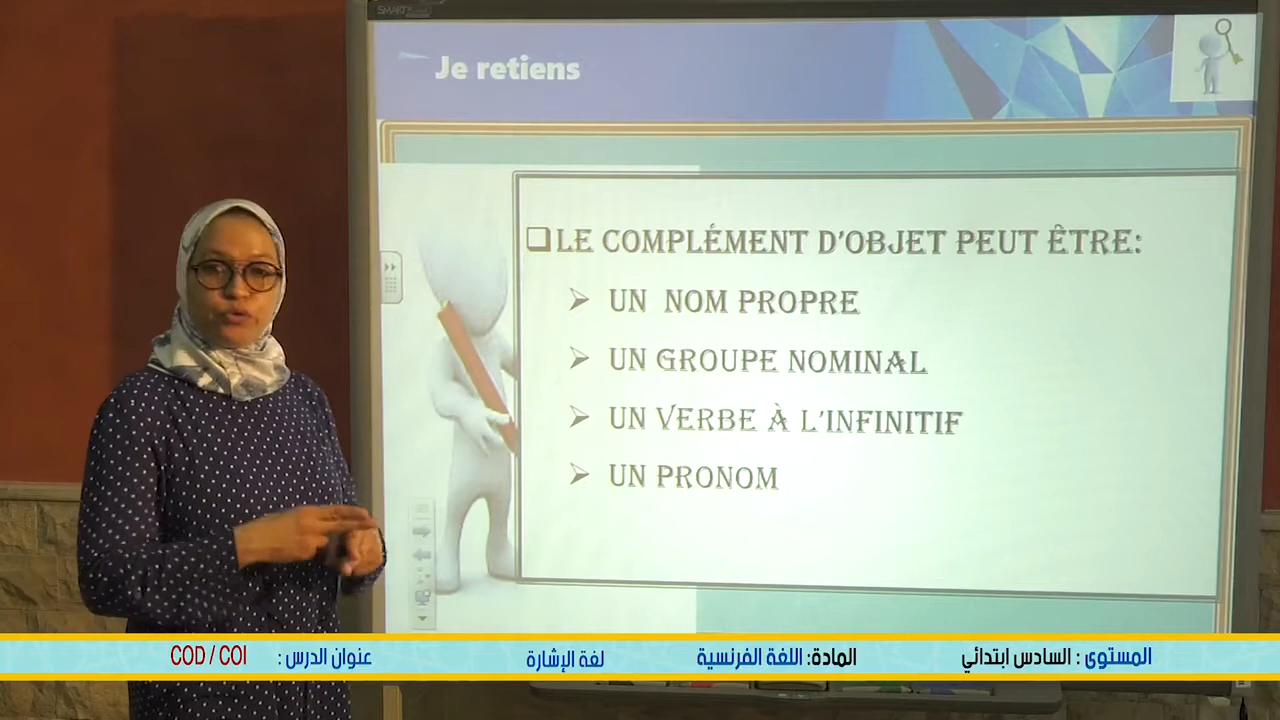 SMART
Je retiens
LE COMPLÉMENT D'OBJET PEUT ÊTRE:
UN NOM PROPRE
UN GROUPE NOMINAL
UN VERBE À L'INFINITIF
UN PRONOM
المستوى : السادس ابتدائي
المادة: اللغة الفرنسية
لغة الإشارة
عنوان الدرس : COD / COI